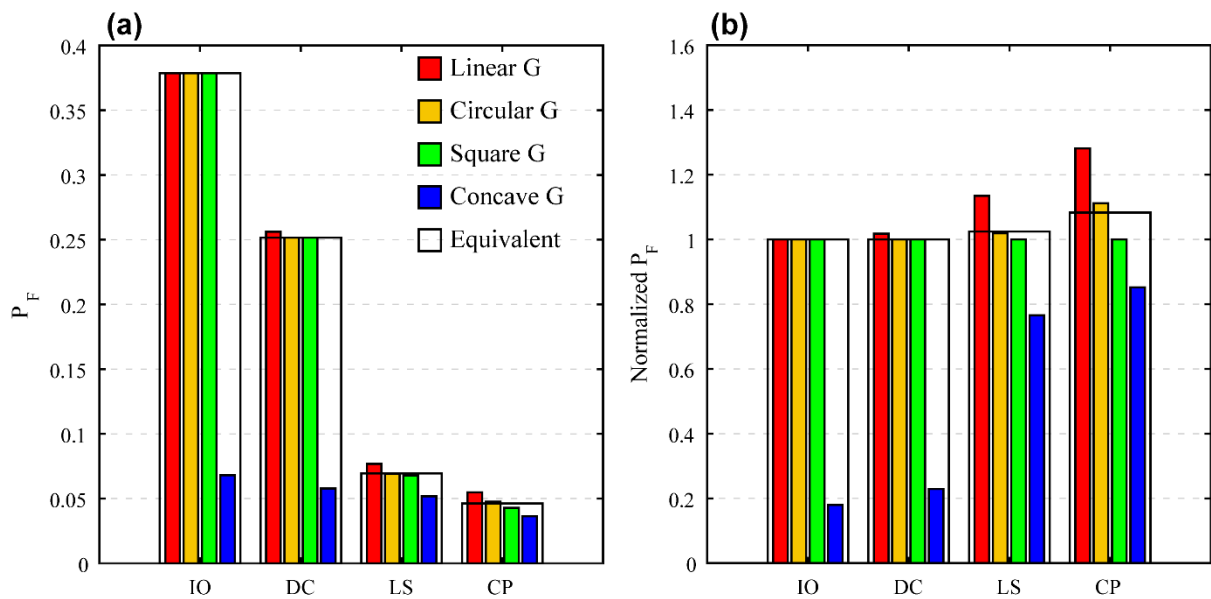 (a)
P_F
0.4
0.35
0.3
0.25
0.2
0.15
0.1
0.05
0
Linear G
Circular G
Square G
Concave G
Equivalent
IO DC LS CP
(b)
Normalized P_F
1.6
1.4
1.2
1
0.8
0.6
0.4
0.2
0
IO DC LS CP